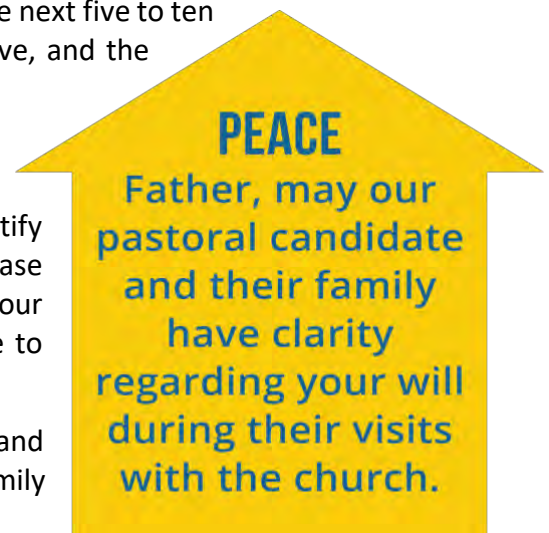 e next five to ten
ve, and the
tify
ase
our
e to
and
mily
PEACE
Father, may our
pastoral candidate
and their family
have clarity
regarding your will
during their visits
with the church.